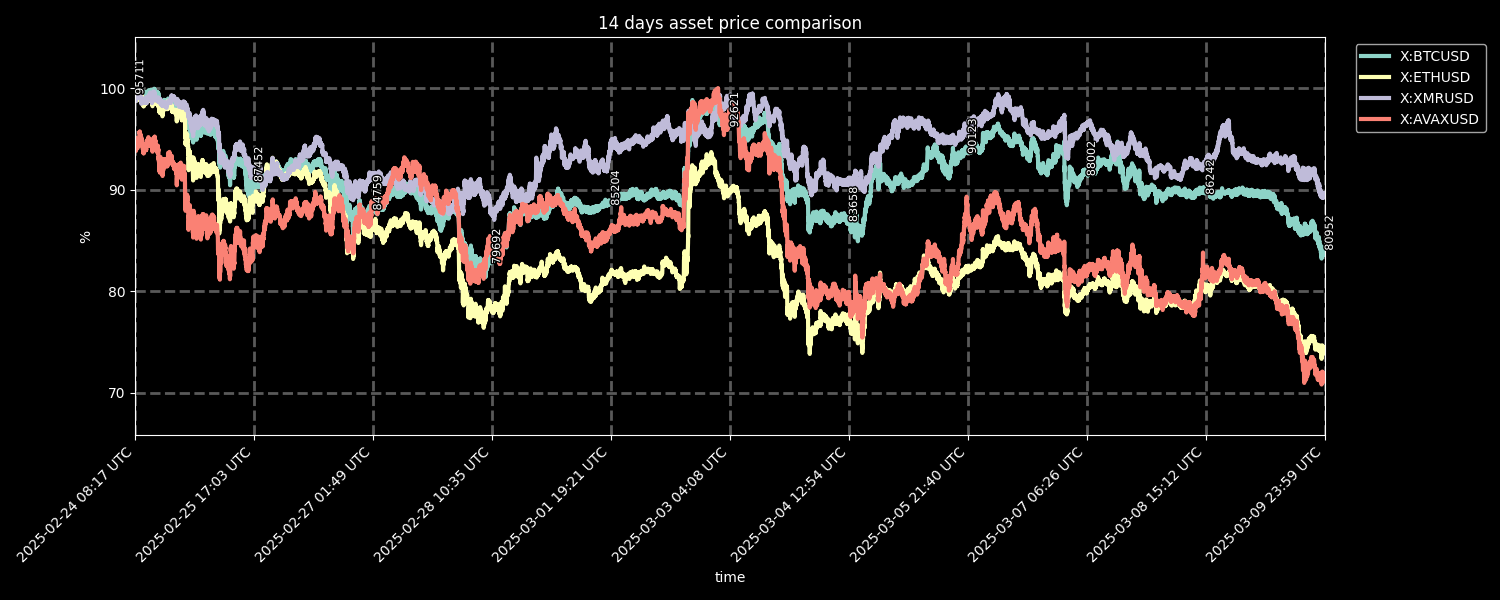 14 days asset price comparison
X:BTCUSD
X:ETHUSD
X:XMRUSD
X:AVAXUSD
100
90
80
70
%
95711
87452
84759
79692
85204
92621
83658
90123
88002
86242
2025-02-24 08:17 UTC
2025-02-25 17:03 UTC
2025-02-27 01:49 UTC
2025-02-28 10:35 UTC
2025-03-01 19:21 UTC
2025-03-03 04:08 UTC
2025-03-04 12:54 UTC
2025-03-05 21:40 UTC
2025-03-07 06:26 UTC
2025-03-08 15:12 UTC
2025-03-09 23:59 UTC
time